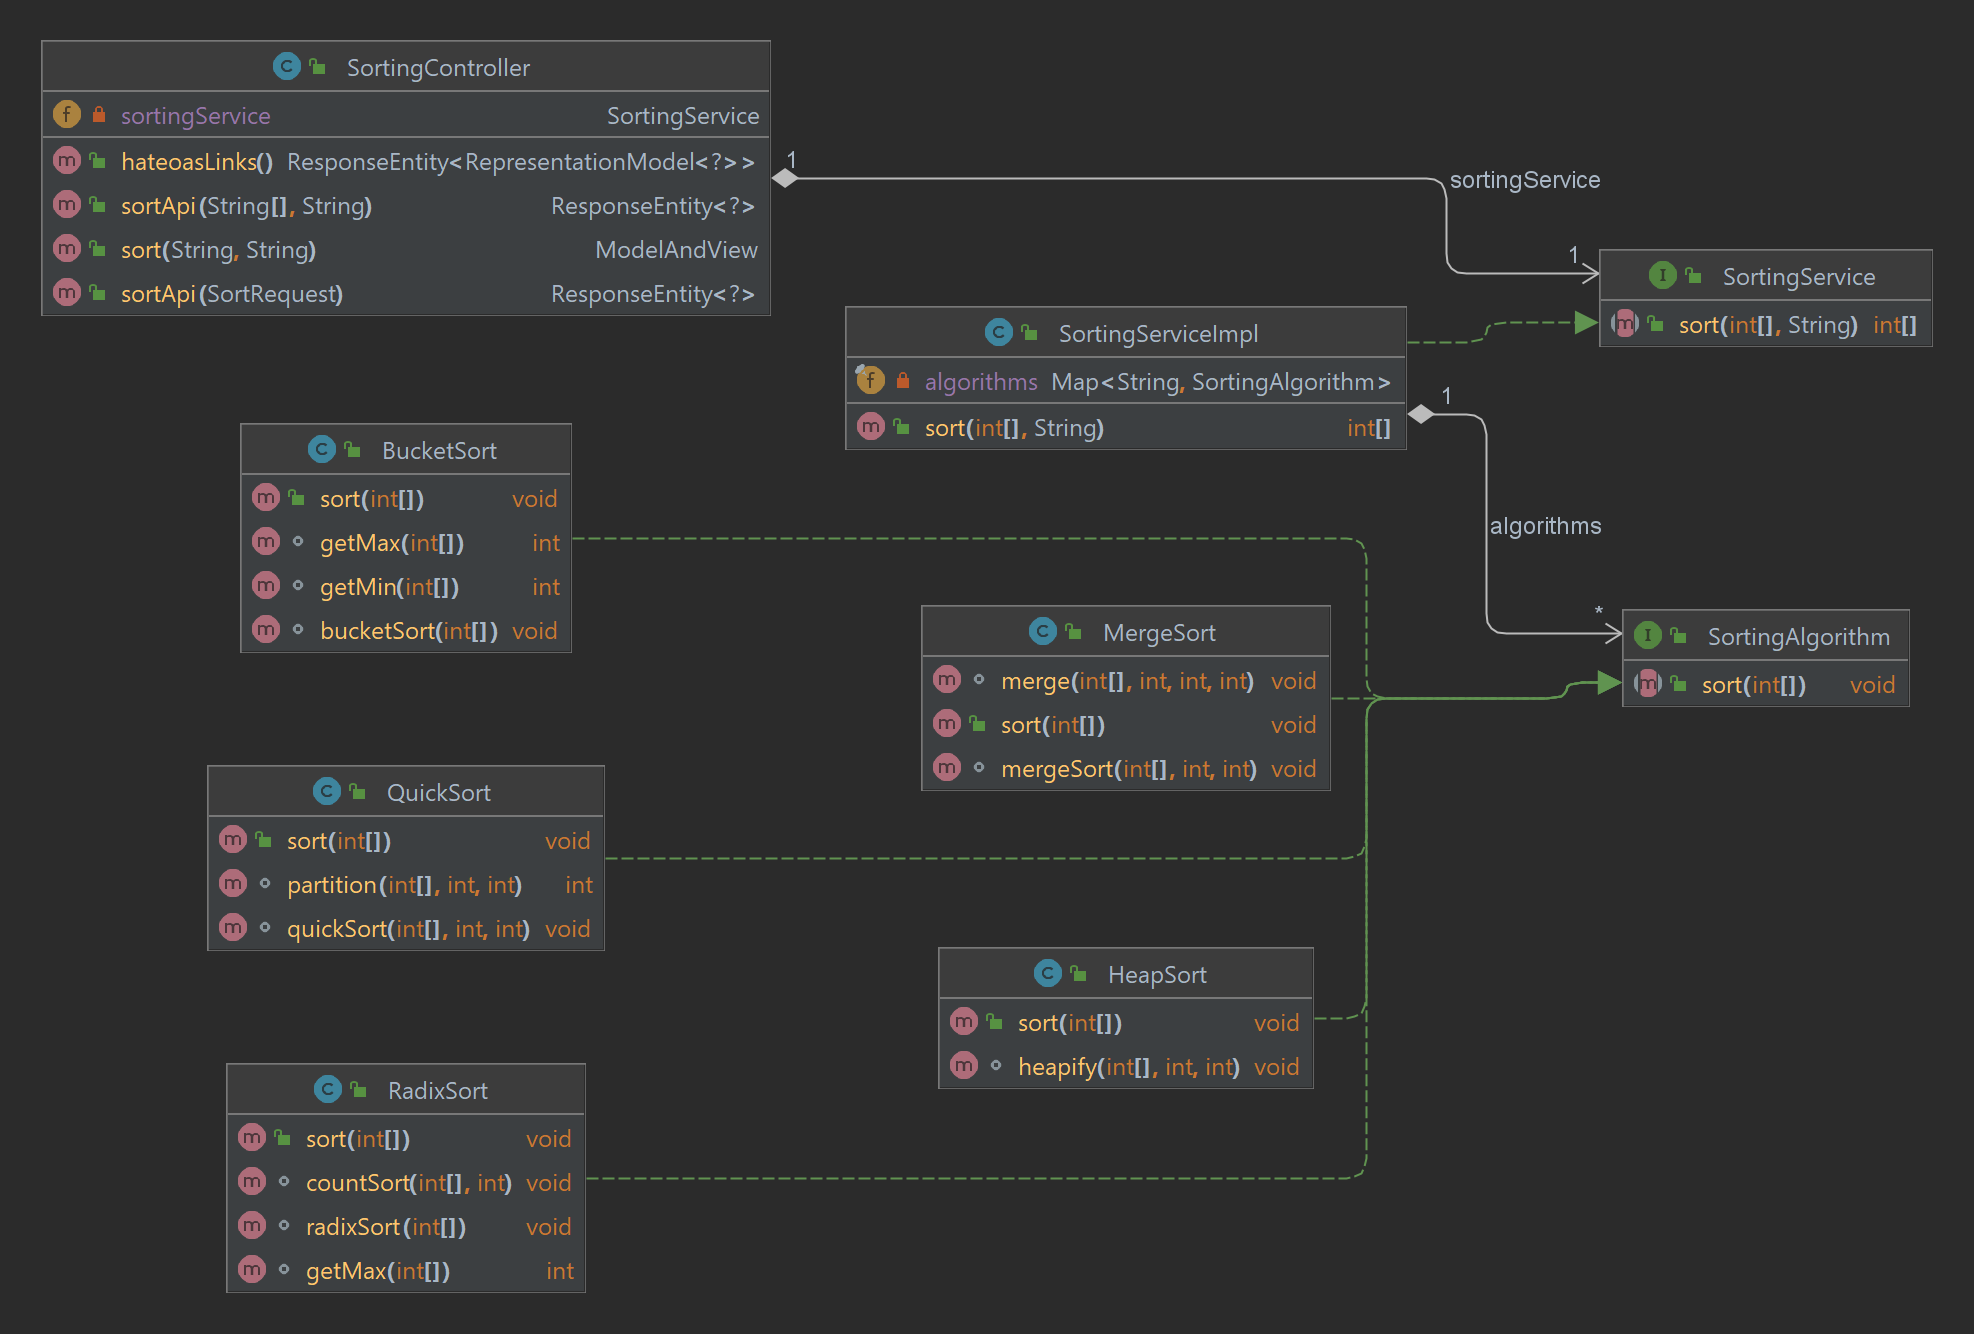 SortingController
sortingService SortingService
hateoasLinks() ResponseEntity<RepresentationModel<?>>
sortApi(String[], String) ResponseEntity<?>
sort(String, String) ModelAndView
sortApi(SortRequest) ResponseEntity<?>
1
sortingService
1
SortingService
sort(int[], String) int[]
SortingServiceImpl
algorithms Map<String, SortingAlgorithm>
sort(int[], String) int[]
1
algorithms
*
BucketSort
sort(int[]) void
getMax(int[]) int
getMin(int[]) int
bucketSort(int[]) void
MergeSort
merge(int[], int, int, int) void
sort(int[]) void
mergeSort(int[], int, int) void
SortingAlgorithm
sort(int[]) void
QuickSort
sort(int[]) void
partition(int[], int, int) int
quickSort(int[], int, int) void
HeapSort
sort(int[]) void
heapify(int[], int, int) void
RadixSort
sort(int[]) void
countSort(int[], int) void
radixSort(int[]) void
getMax(int[]) int